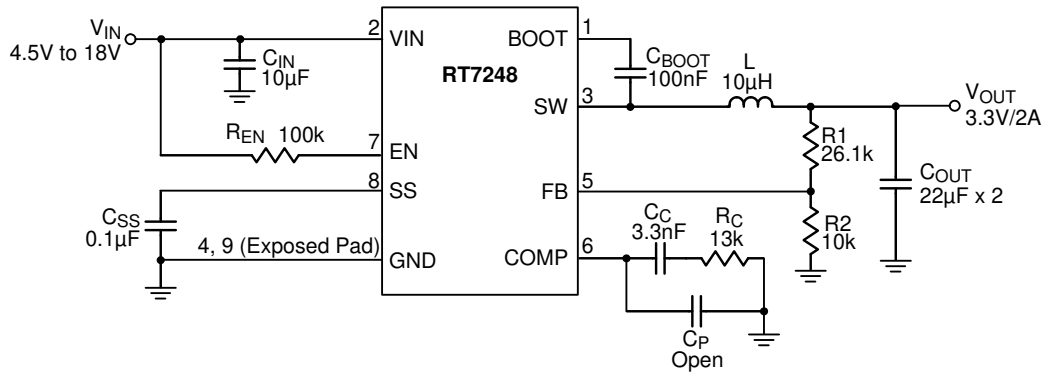 VIN
4.5V to 18V
CIN
10µF
REN 100k
CSS
0.1µF
4, 9 (Exposed Pad)
2
7
8
VIN
EN
SS
GND
RT7248
BOOT
SW
FB
COMP
1
3
5
6
CBOOT
100nF
L
10µH
VOUT
3.3V/2A
R1
26.1k
COUT
22µF x 2
R2
10k
CC
3.3nF
RC
13k
CP
Open